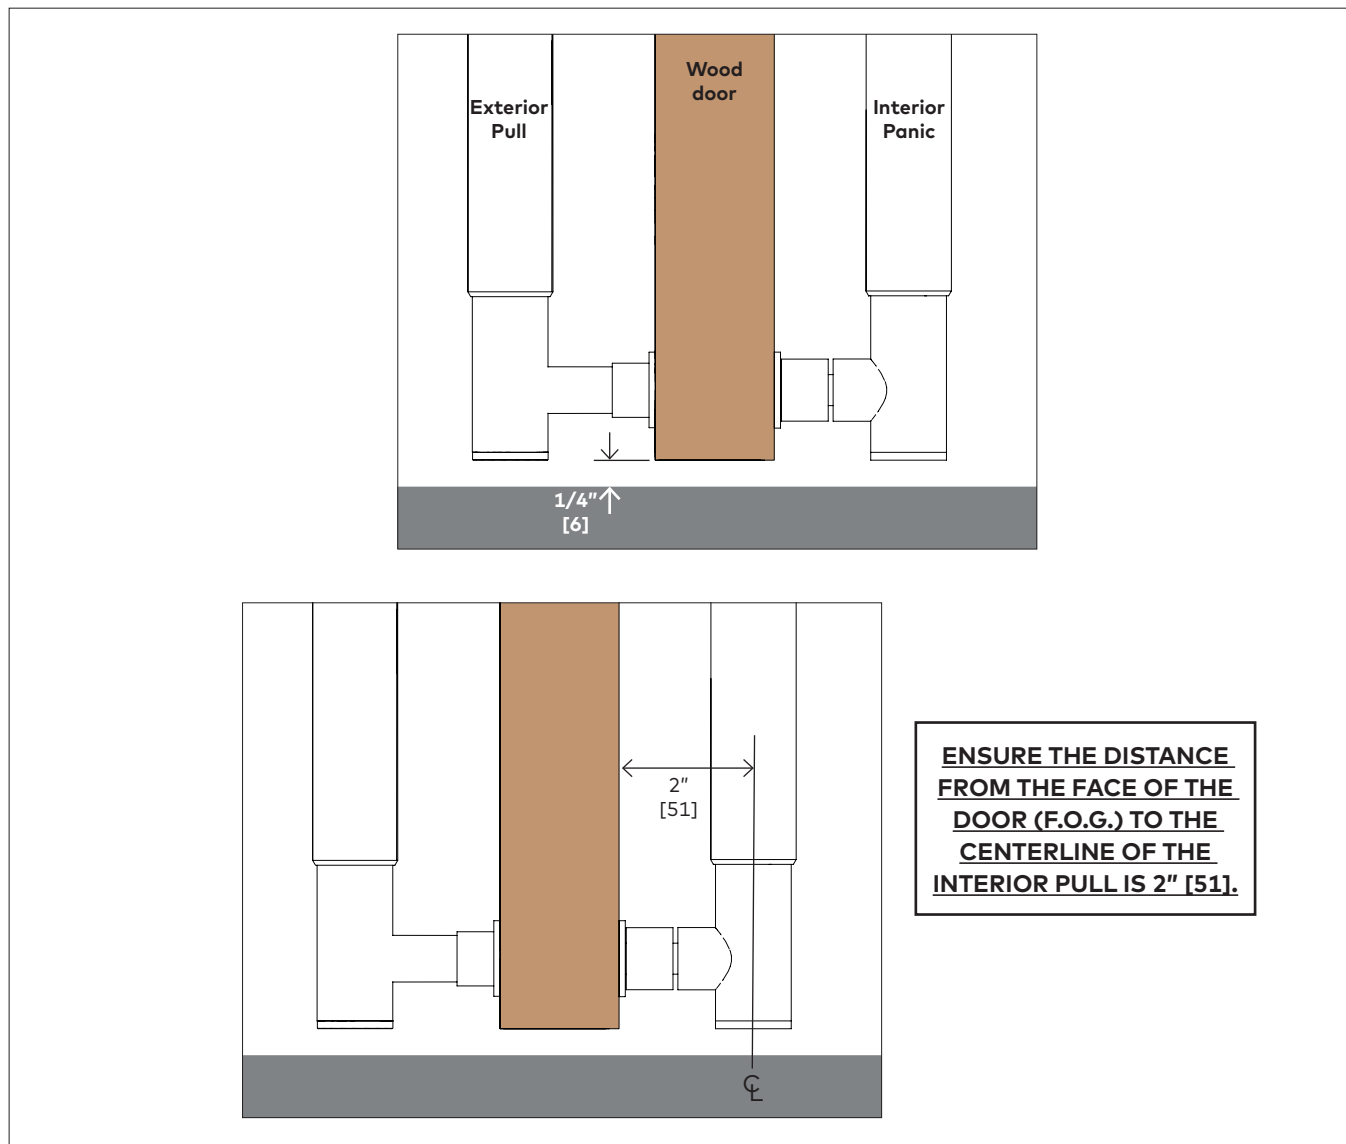 Wood
door
Exterior
Pull
Interior
Panic
1/4"
[6]
2"
[51]
ENSURE THE DISTANCE
FROM THE FACE OF THE
DOOR (F.O.G.) TO THE
CENTERLINE OF THE
INTERIOR PULL IS 2" [51].
℄